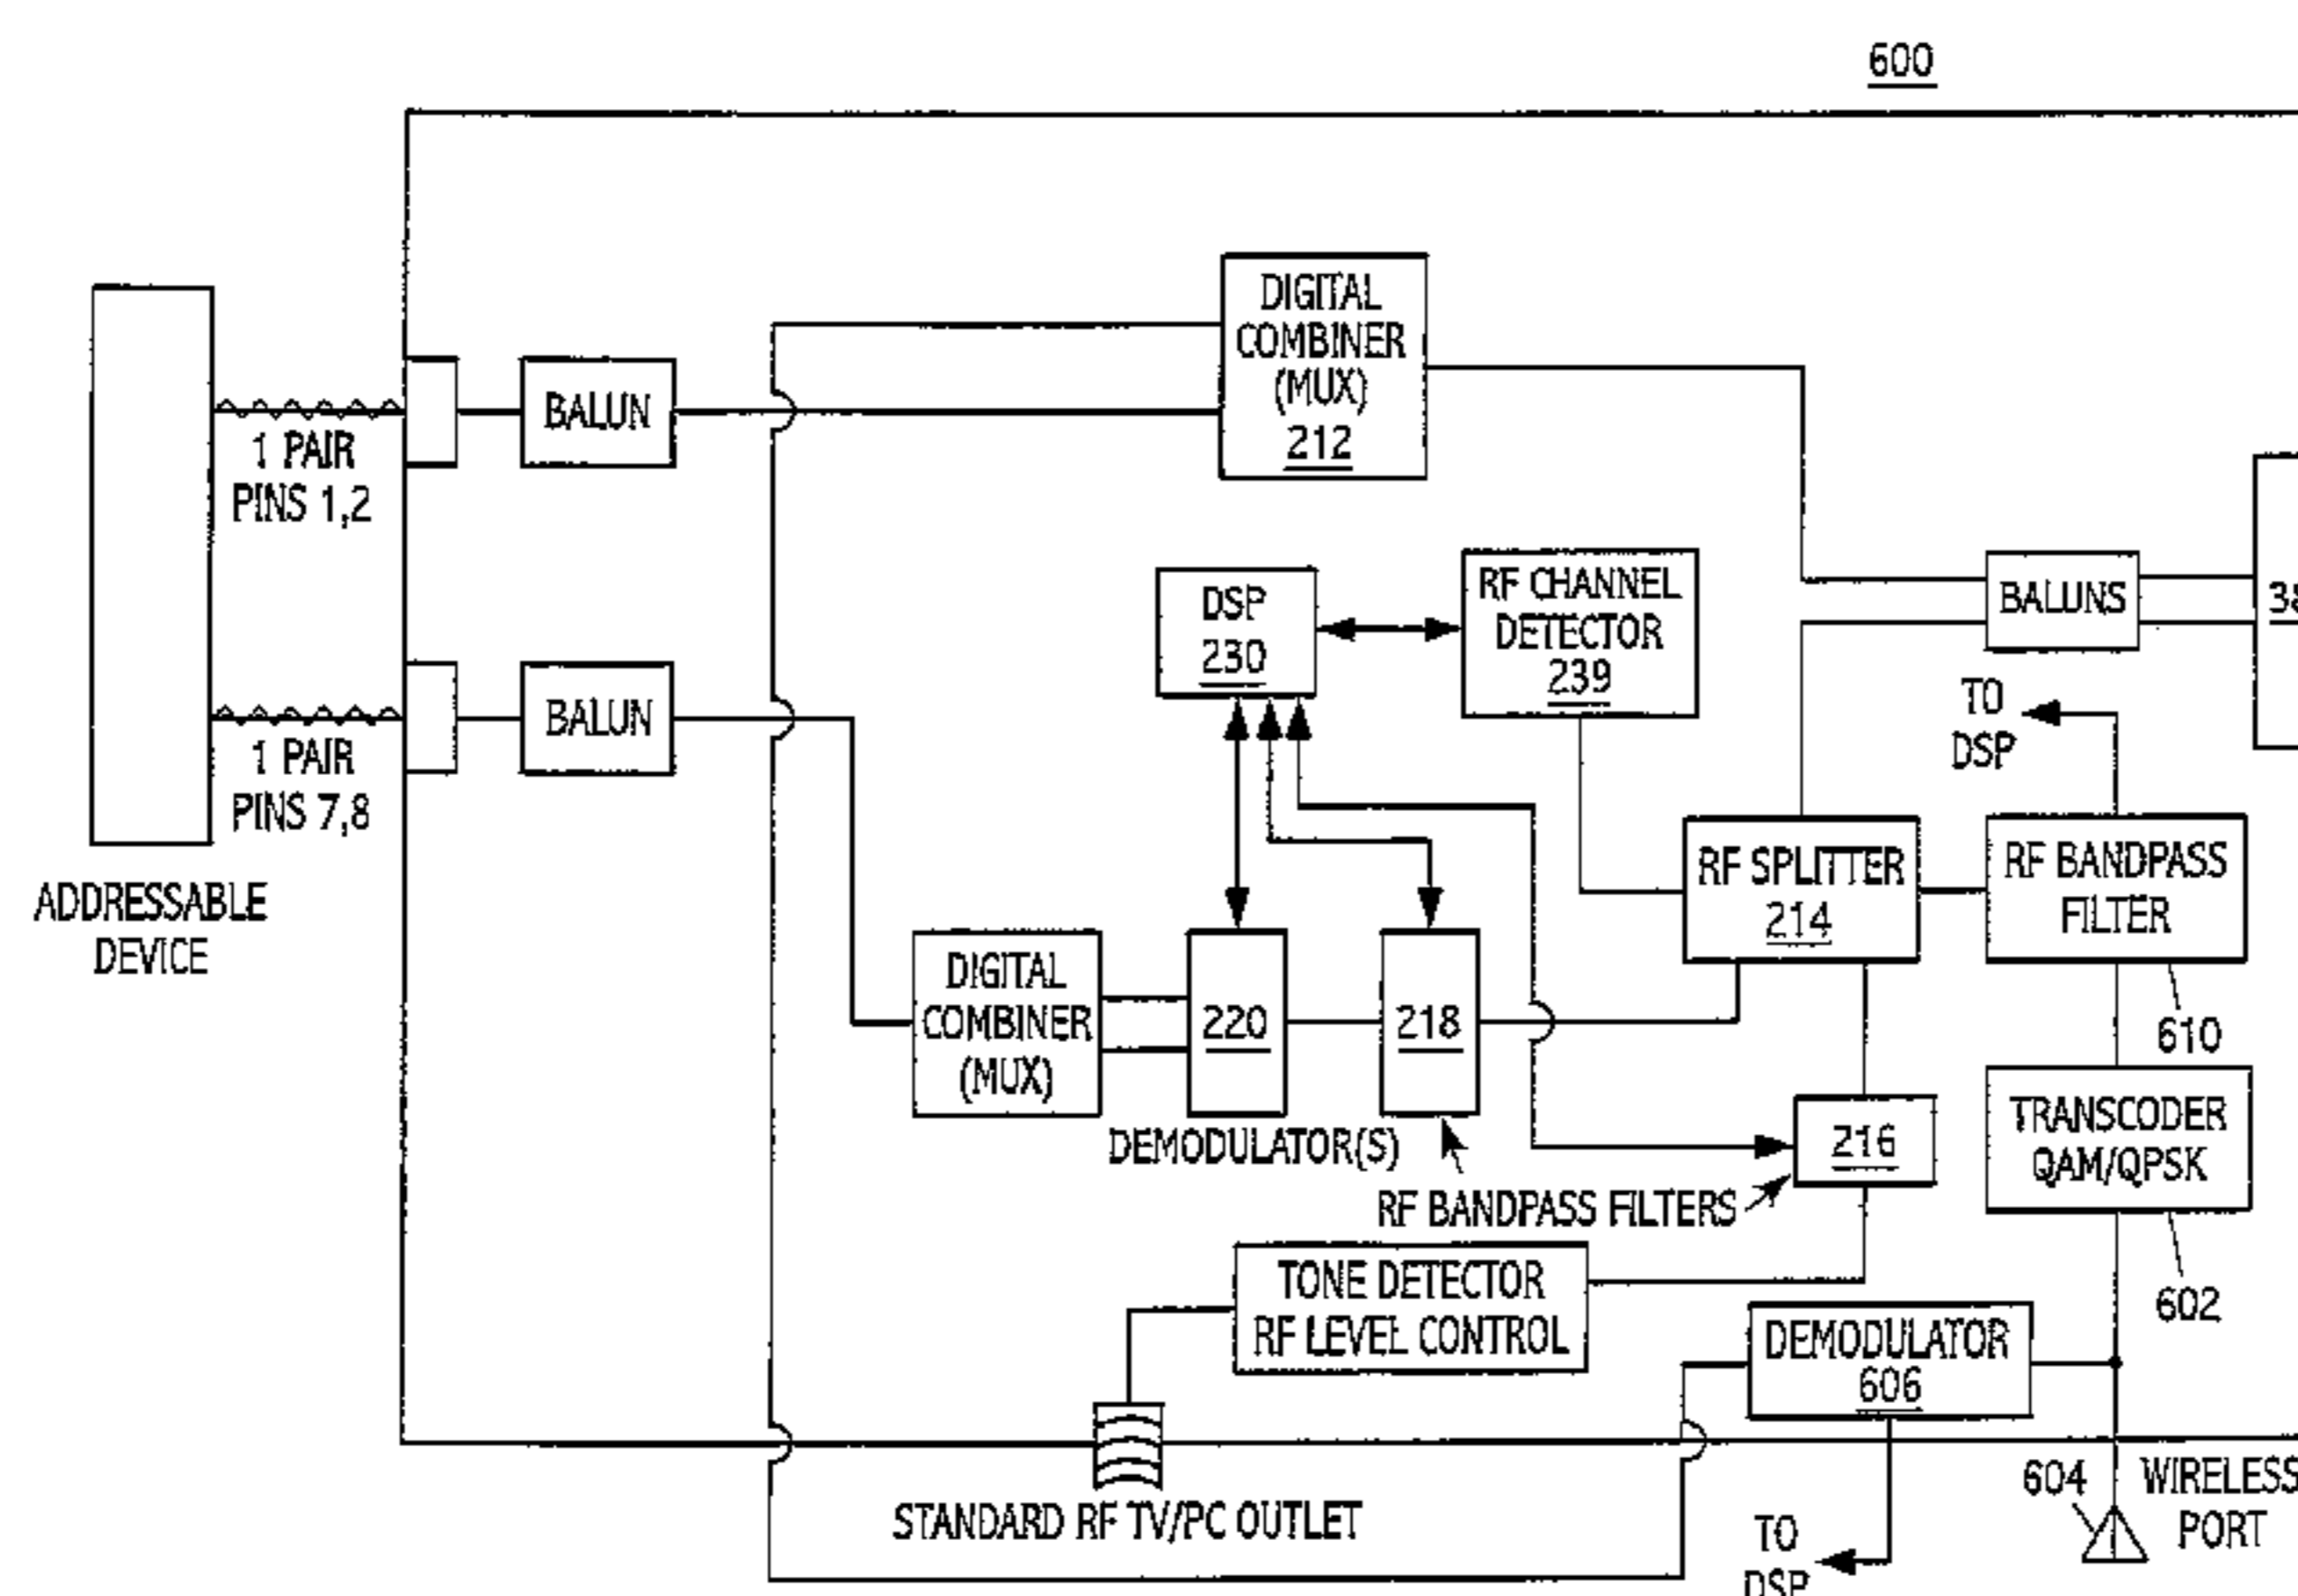 600
DIGITAL
COMBINER
(MUX)
212
BALUN
1 PAIR
PINS 1,2
DSP
230
RF CHANNEL
DETECTOR
239
BALUNS
38
BALUN
1 PAIR
PINS 7,8
TO
DSP
ADDRESSABLE
DEVICE
RF SPLITTER
214
RF BANDPASS
FILTER
610
DIGITAL
COMBINER
(MUX)
220
218
DEMODULATOR(S)
216
RF BANDPASS FILTERS
TRANSCODER
QAM/QPSK
602
TONE DETECTOR
RF LEVEL CONTROL
DEMODULATOR
606
STANDARD RF TV/PC OUTLET
604
WIRELESS
PORT
TO
DSP